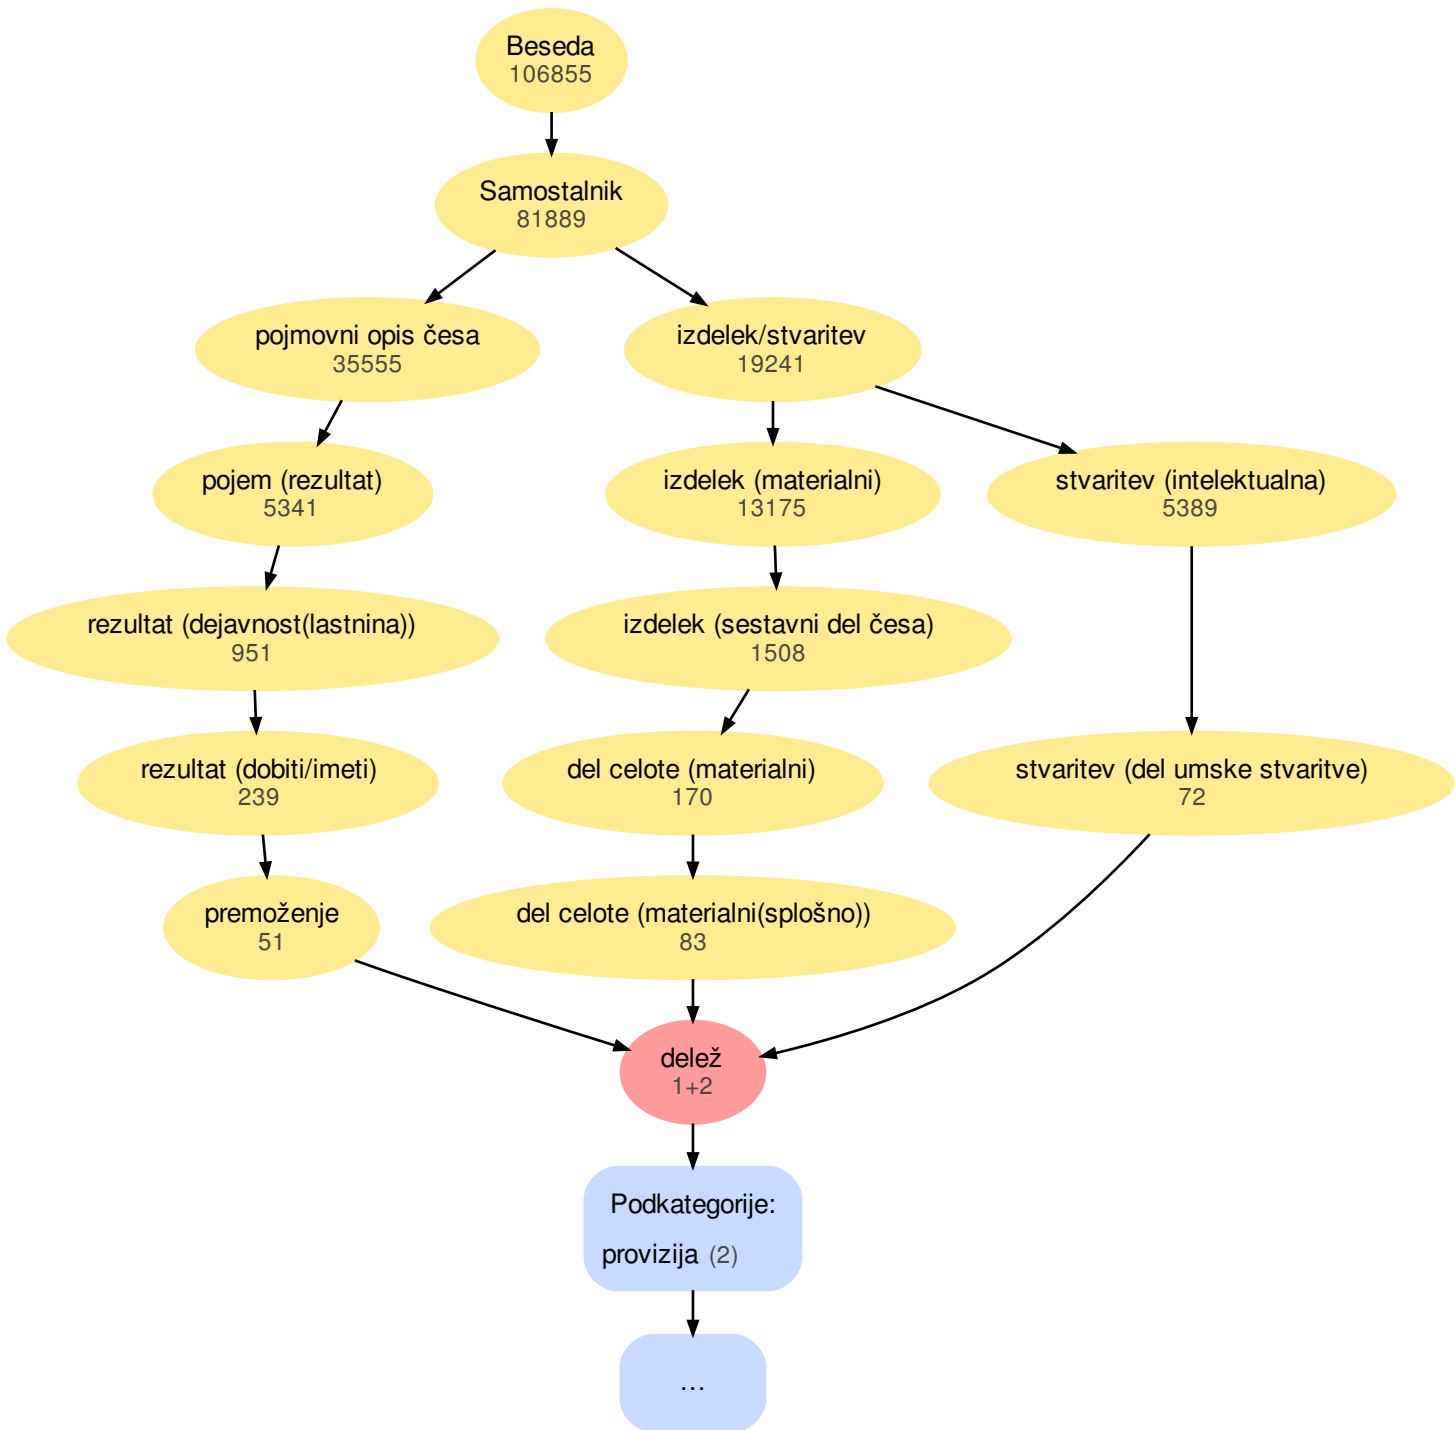 Beseda
106855
Samostalnik
81889
pojmovni opis česa
35555
izdelek/stvaritev
19241
pojem (rezultat)
5341
izdelek (materialni)
13175
stvaritev (intelektualna)
5389
rezultat (dejavnost(lastnina))
951
izdelek (sestavni del česa)
1508
rezultat (dobiti/imeti)
239
del celote (materialni)
170
stvaritev (del umske stvaritve)
72
premoženje
51
del celote (materialni(splošno))
83
delež
1+2
Podkategorije:
provizija (2)
...